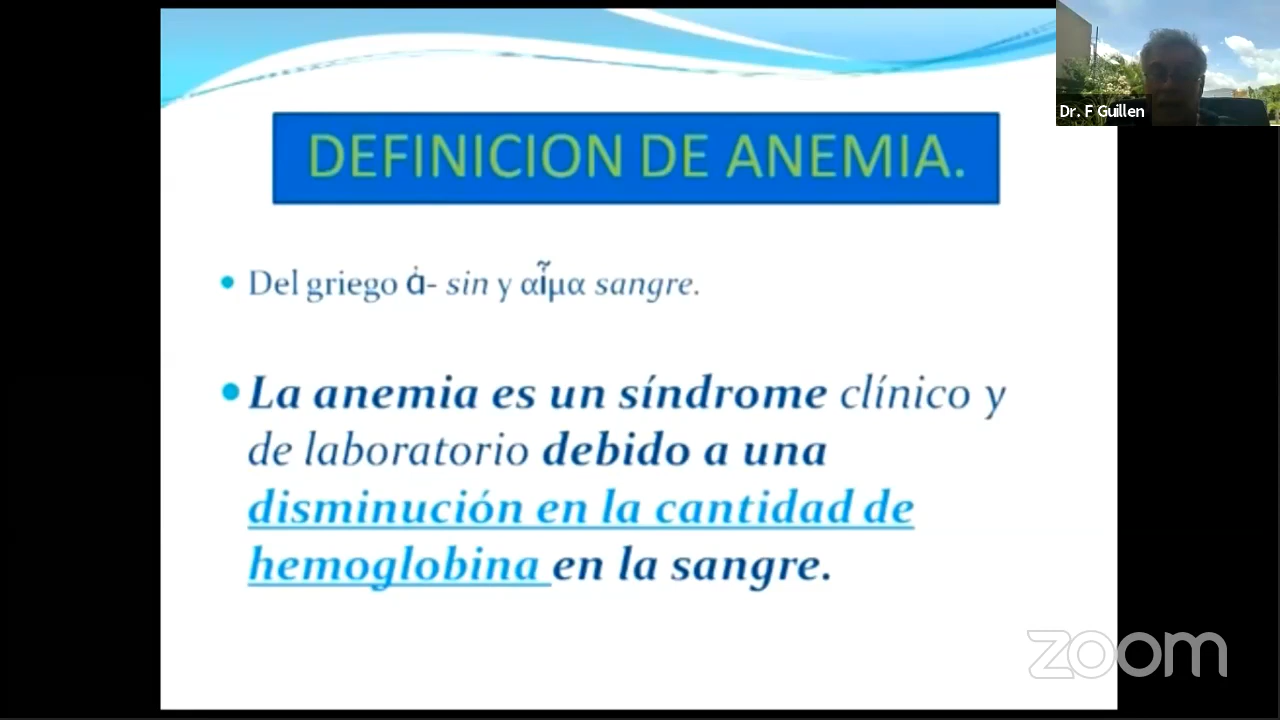 DEFINICION DE ANEMIA.
Dr. F Guillen
• Del griego ἀ- sin y αἷμα sangre.
• La anemia es un síndrome clínico y
de laboratorio debido a una
disminución en la cantidad de
hemoglobina en la sangre.
zoom